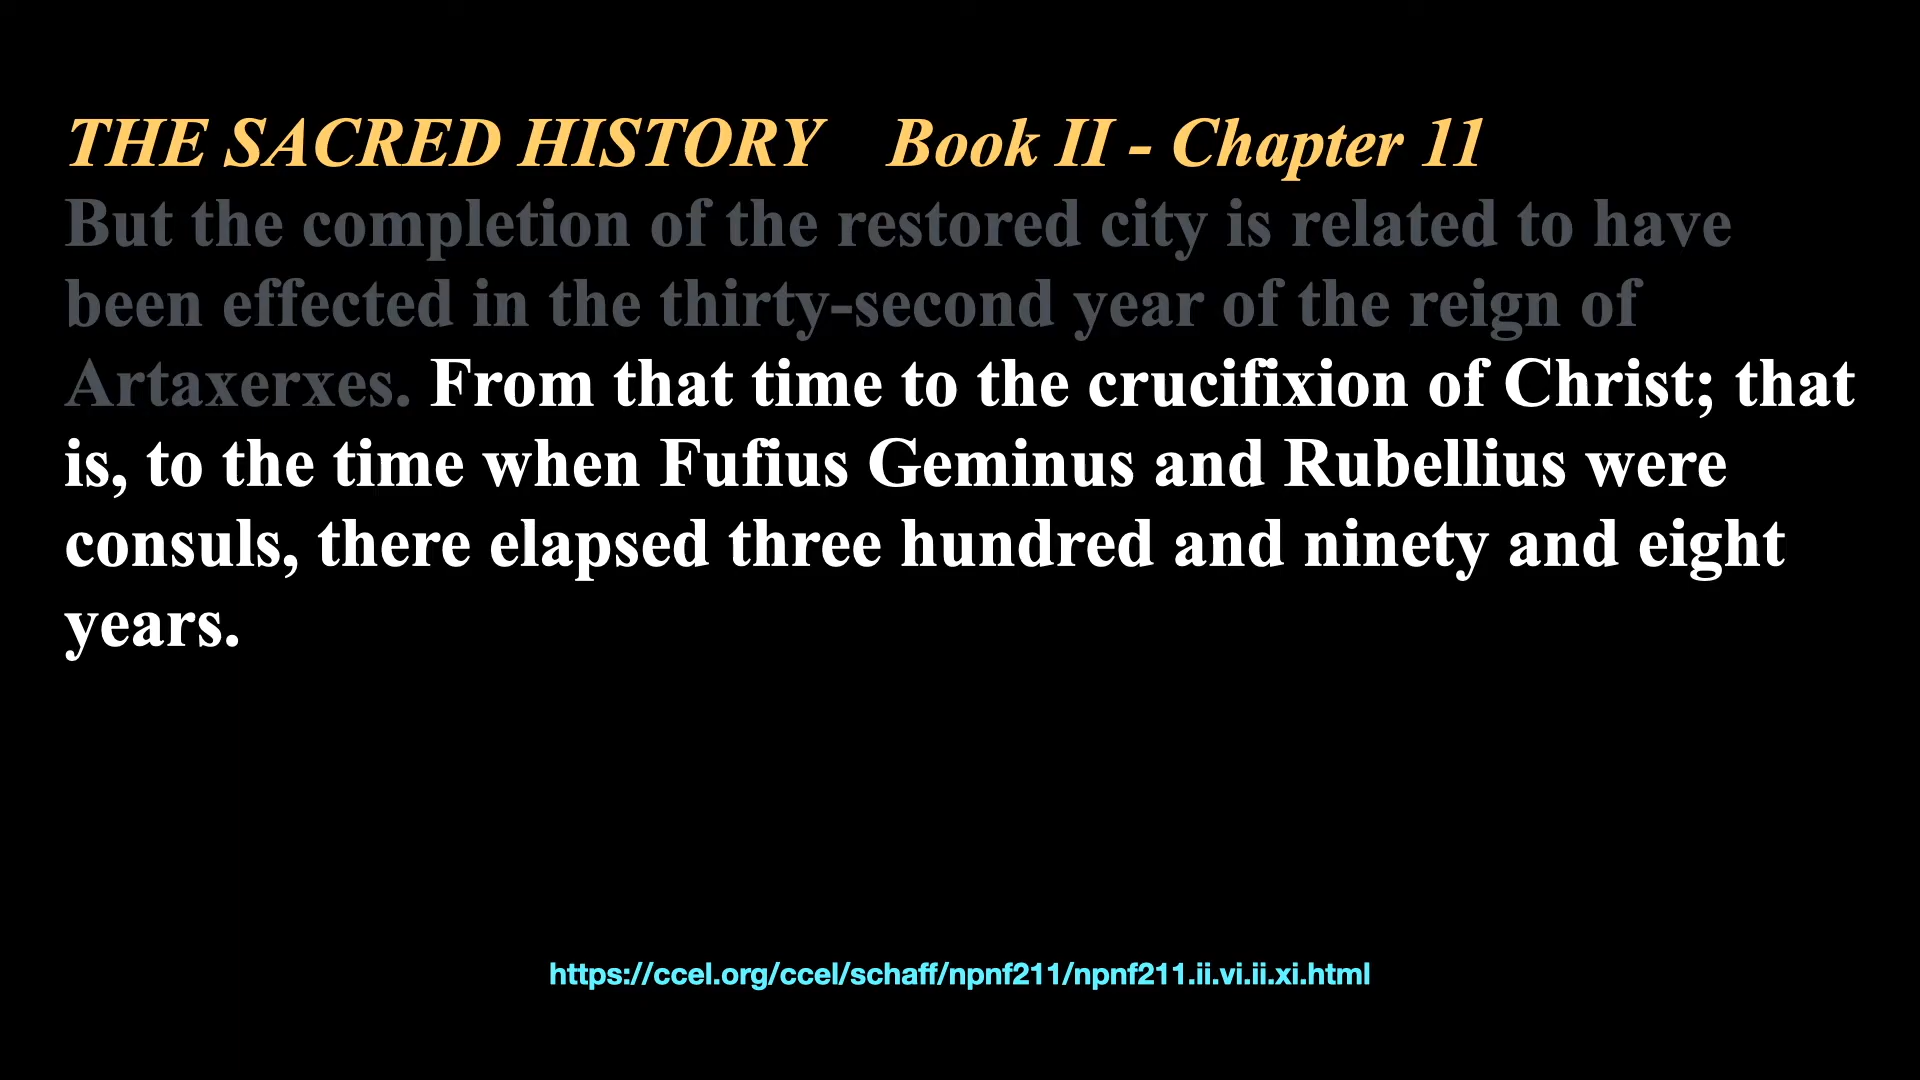 THE SACRED HISTORY Book II - Chapter 11
But the completion of the restored city is related to have
been effected in the thirty-second year of the reign of
Artaxerxes. From that time to the crucifixion of Christ; that
is, to the time when Fufius Geminus and Rubellius were
consuls, there elapsed three hundred and ninety and eight
years.
https://ccel.org/ccel/schaff/npnf211/npnf211.ii.vi.ii.xi.html